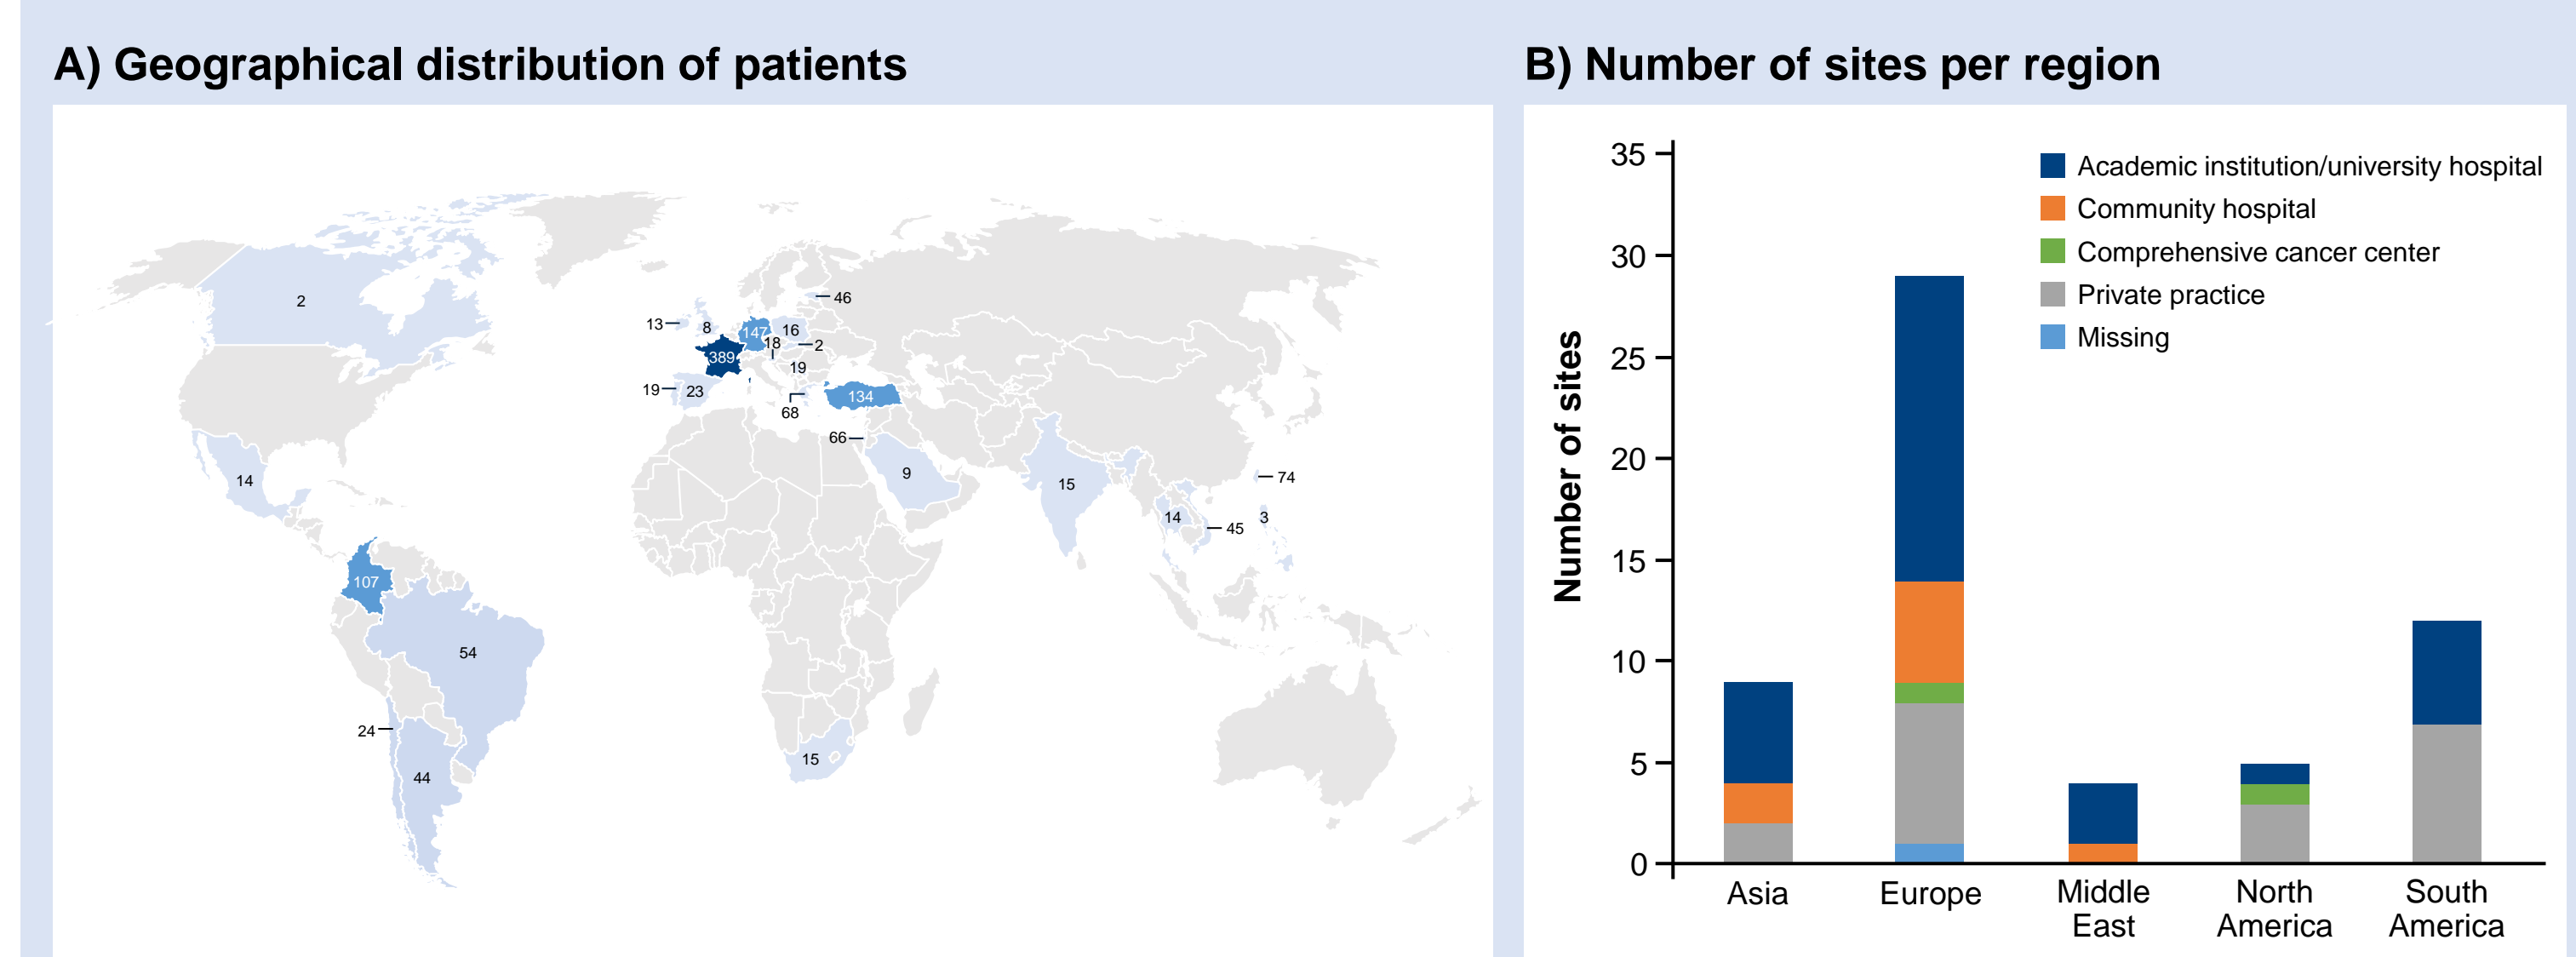 A) Geographical distribution of patients
2
14
107
54
24
44
13
8
389
147
18
16
46
2
19
19
23
68
134
66
9
15
15
14
45
74
3
B) Number of sites per region
Number of sites
35
30
25
20
15
10
5
0
Academic institution/university hospital
Community hospital
Comprehensive cancer center
Private practice
Missing
Asia
Europe
Middle
East
North
America
South
America